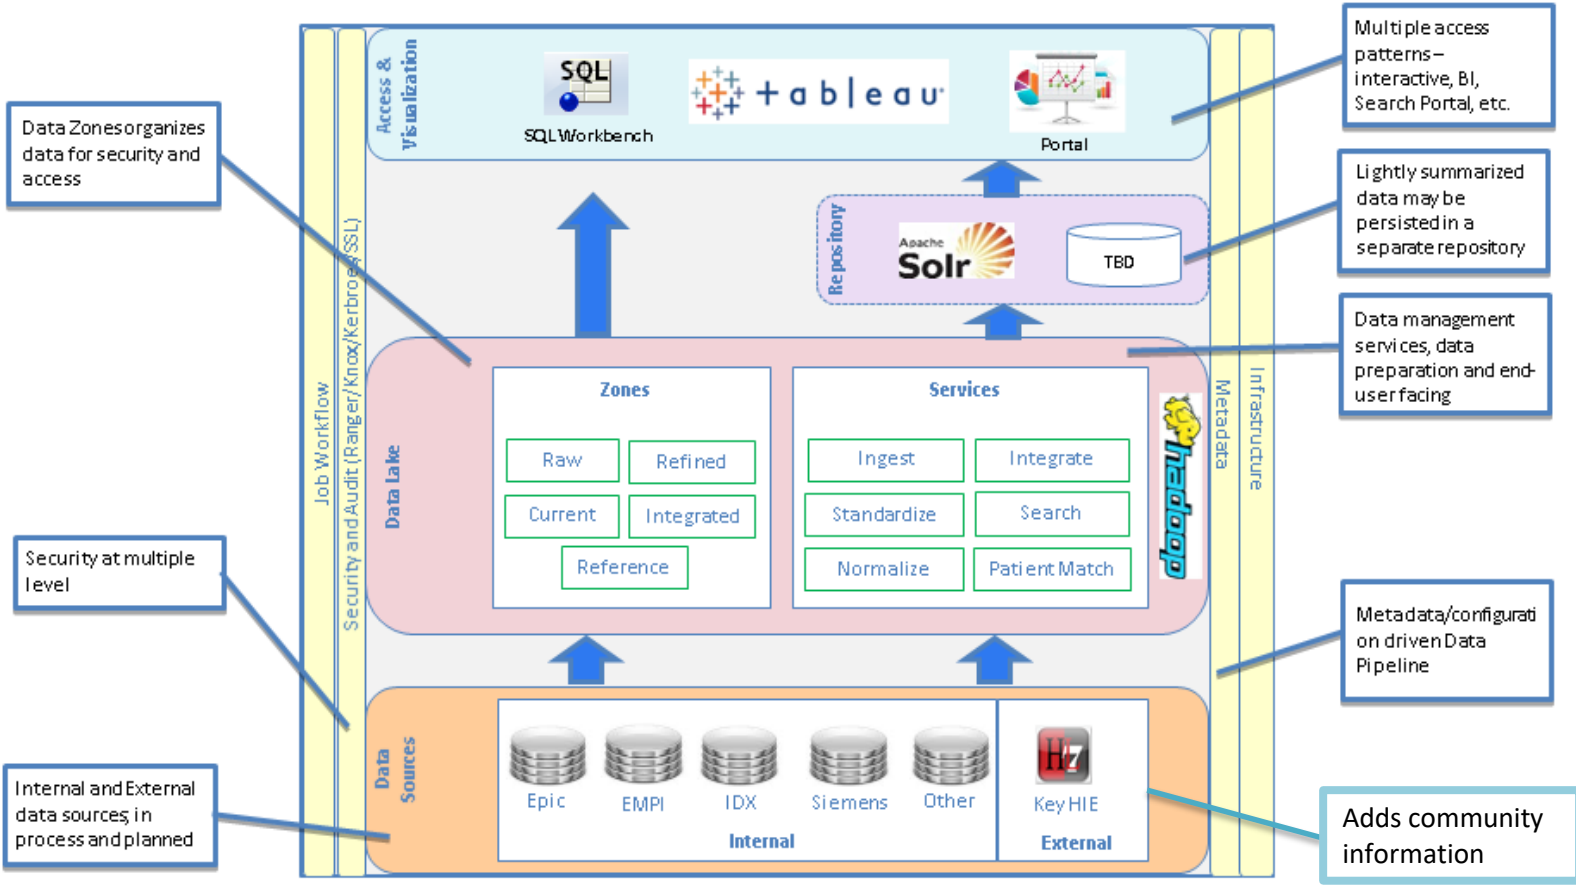 Access &
Visualization
SQL
SQL Workbench
+ableau
Portal
Multiple access
patterns–
interactive, BI,
Search Portal, etc.
Data Zones organizes
data for security and
access
Lightly summarized
data may be
persisted in a
separate repository
Repository
Apache
Solr
TBD
Data management
services, data
preparation and end-
user facing
Job Workflow
Security and Audit (Ranger/Knox/Kerbroes/SSL)
Metadata
Infrastructure
Data Lake
Zones
Raw
Refined
Current
Integrated
Reference
Services
Ingest
Integrate
Standardize
Search
Normalize
Patient Match
hadoop
Security at multiple
level
Metadata/configurati
on driven Data
Pipeline
Internal and External
data sources, in
process and planned
Data
Sources
Epic
EMPI
IDX
Siemens
Other
Internal
H7
KeyHIE
External
Adds community
information